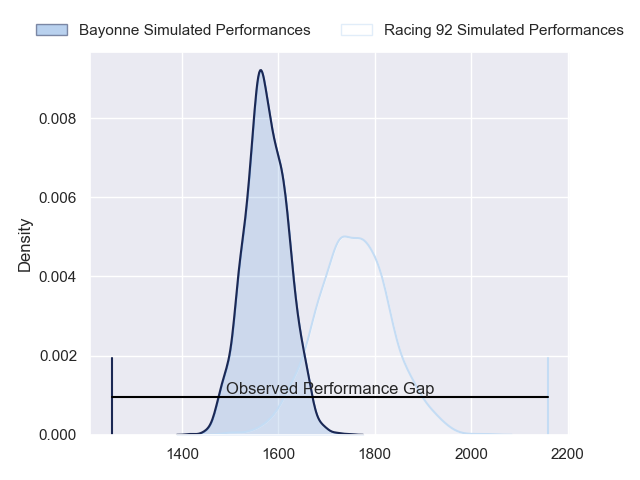 Bayonne Simulated Performances
Racing 92 Simulated Performances
0.008
0.006
0.004
0.002
0.000
Density
Observed Performance Gap
1400
1600
1800
2000
2200